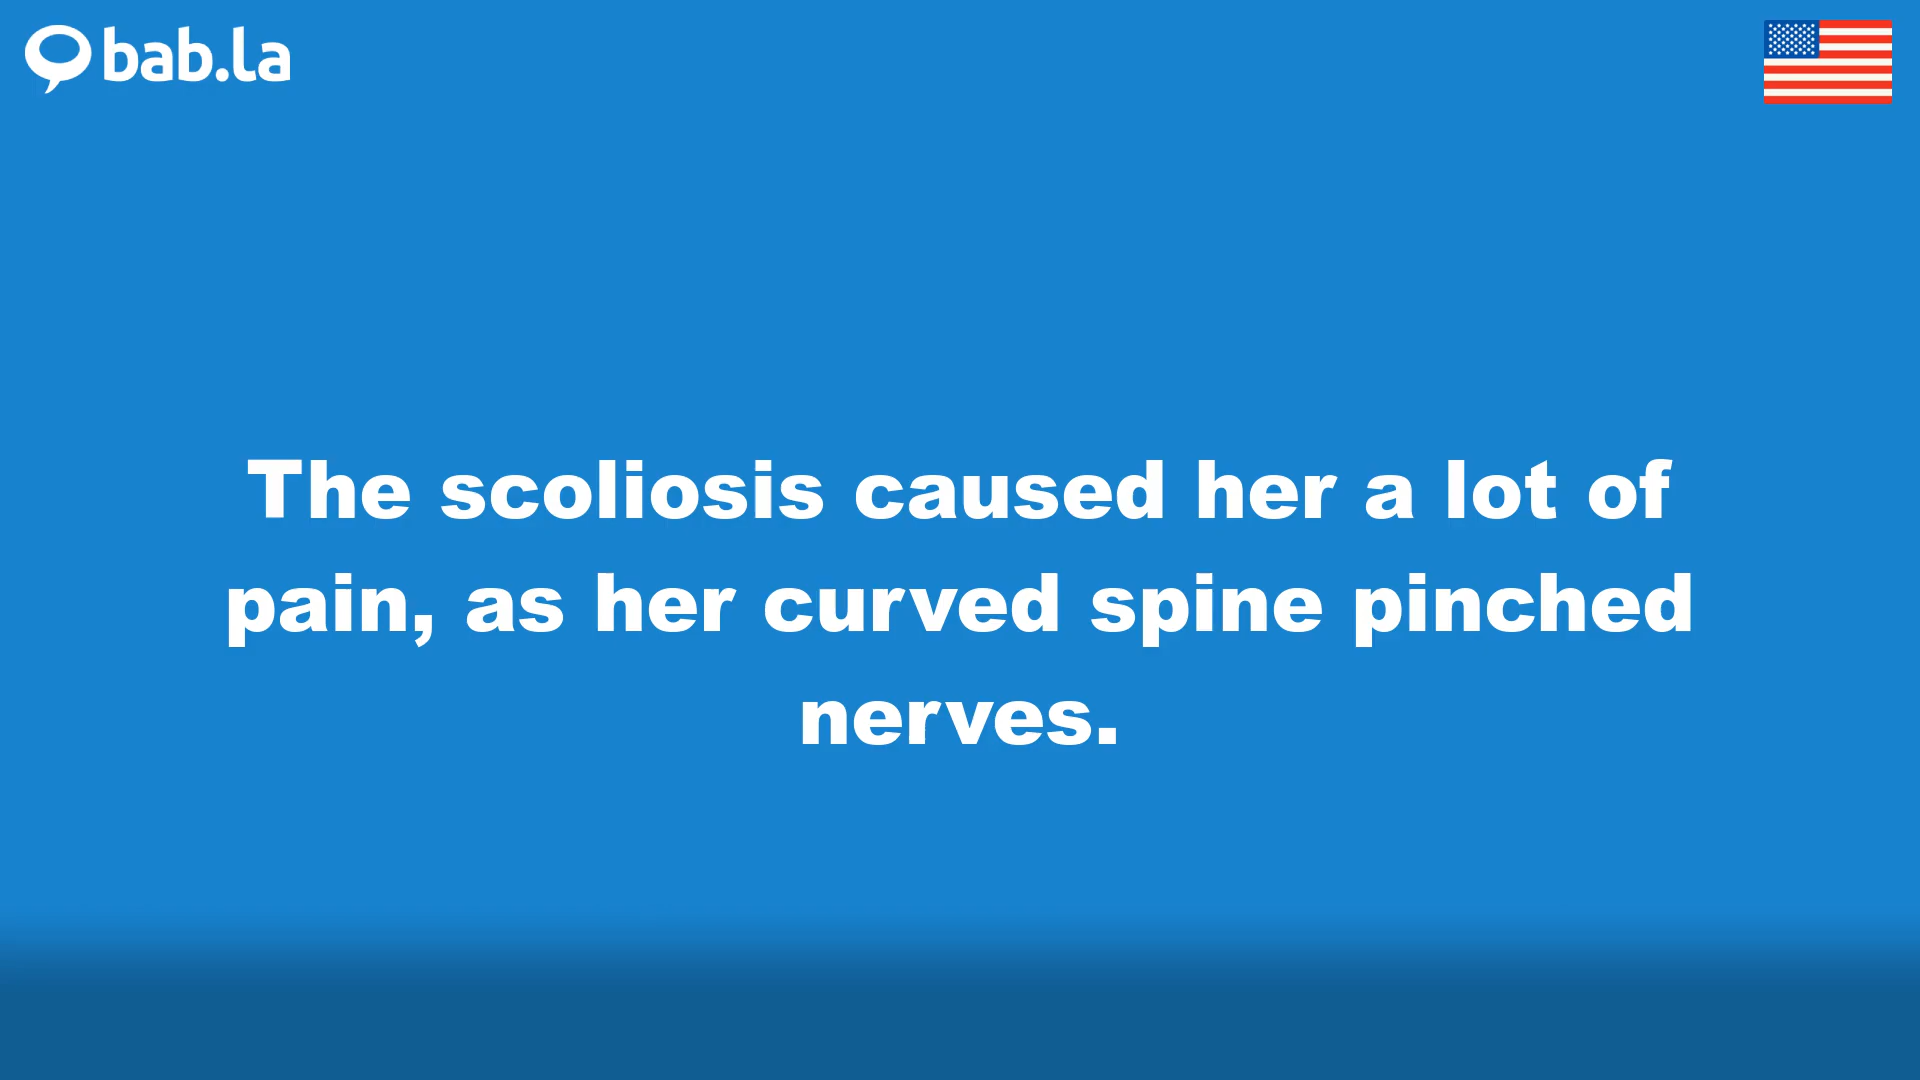 bab.la
The scoliosis caused her a lot of
pain, as her curved spine pinched
nerves.